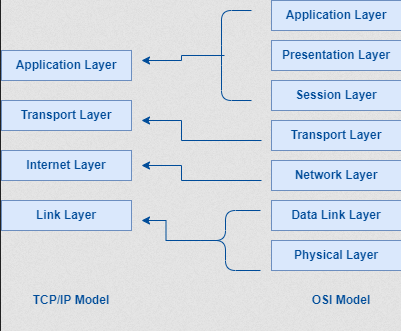 Application Layer
Presentation Layer
Application Layer
Session Layer
Transport Layer
Transport Layer
Internet Layer
Network Layer
Link Layer
Data Link Layer
Physical Layer
TCP/IP Model
OSI Model